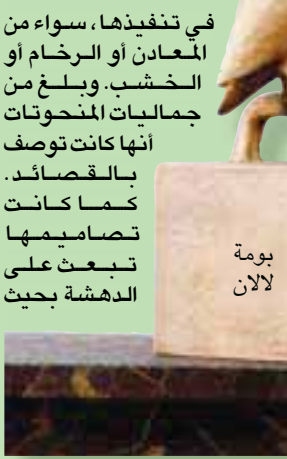 في تنفيذها، سواء من
المعادن أو الرخام أو
الخشب. وبلغ من
جماليات المنحوتات
أنها كانت توصف
بالقصائد.
كما كانت
تصاميمها
تبعث على
الدهشة بحيث
بومة
لالان